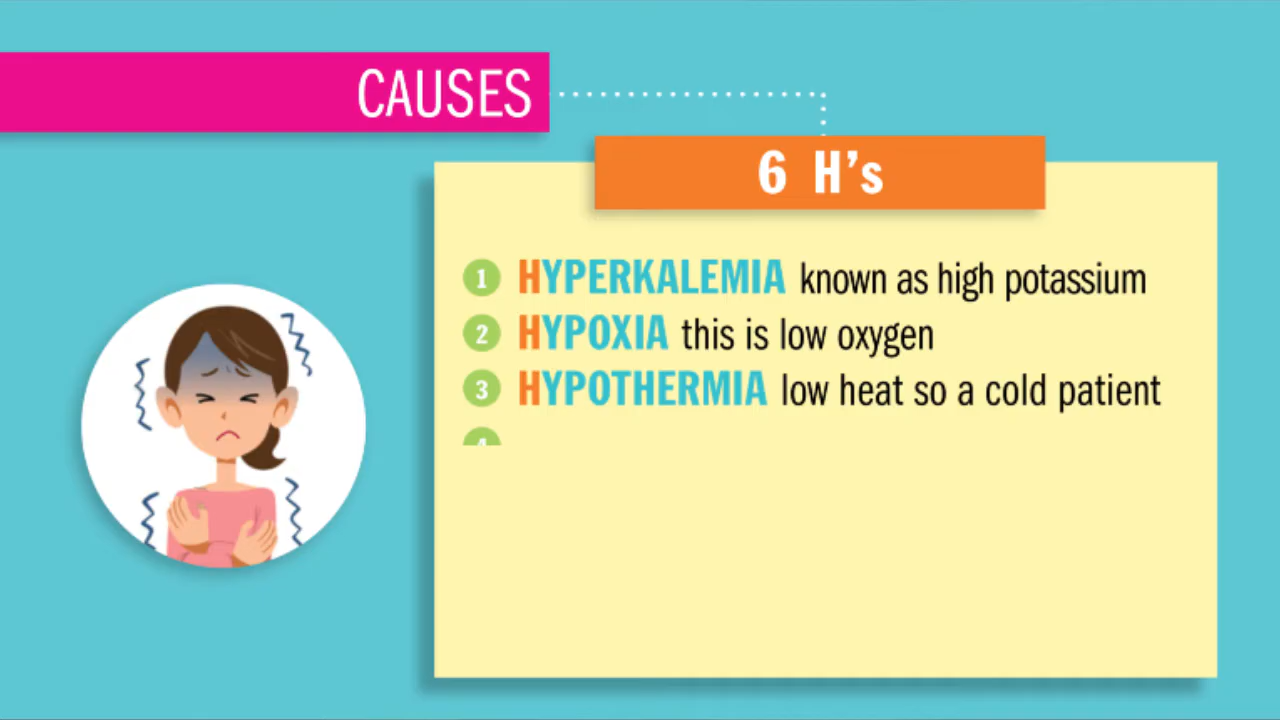 CAUSES
6 H's
1 HYPERKALEMIA known as high potassium
2 HYPOXIA this is low oxygen
3 HYPOTHERMIA low heat so a cold patient
4